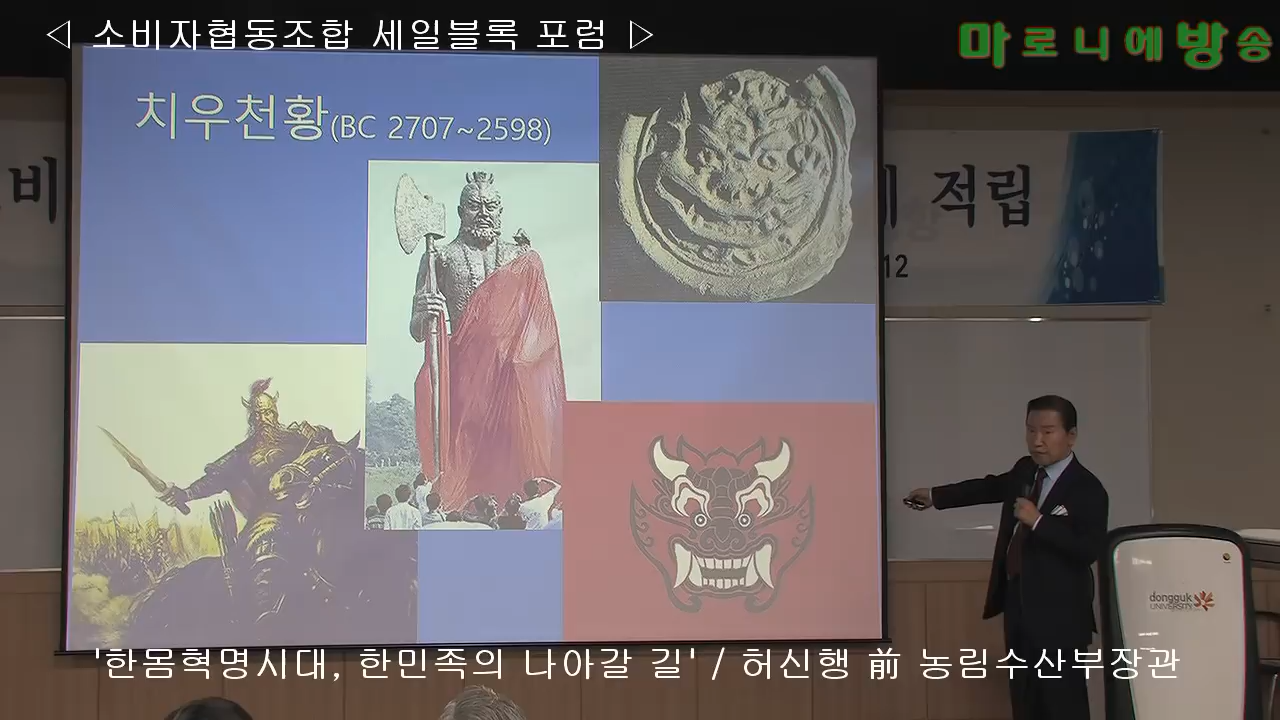 ◁ 소비자협동조합 세일블록 포럼 ▷
마로니에방송
치우천황(BC 2707~2598)
비
적립
12
dongguk
UNIVERSITY
'한몸혁명시대, 한민족의 나아갈 길' / 허신행 前 농림수산부장관